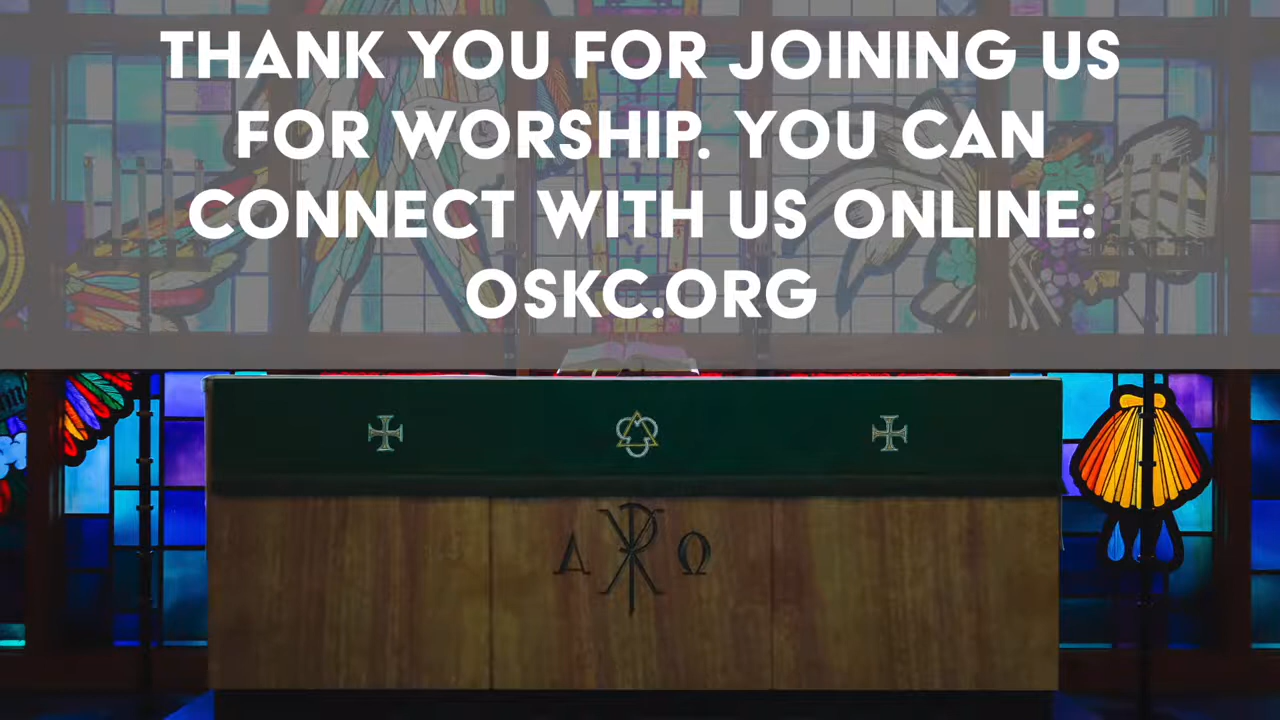 THANK YOU FOR JOINING US
FOR WORSHIP. YOU CAN
CONNECT WITH US ONLINE:
OSKC.ORG
Α ☧ Ω